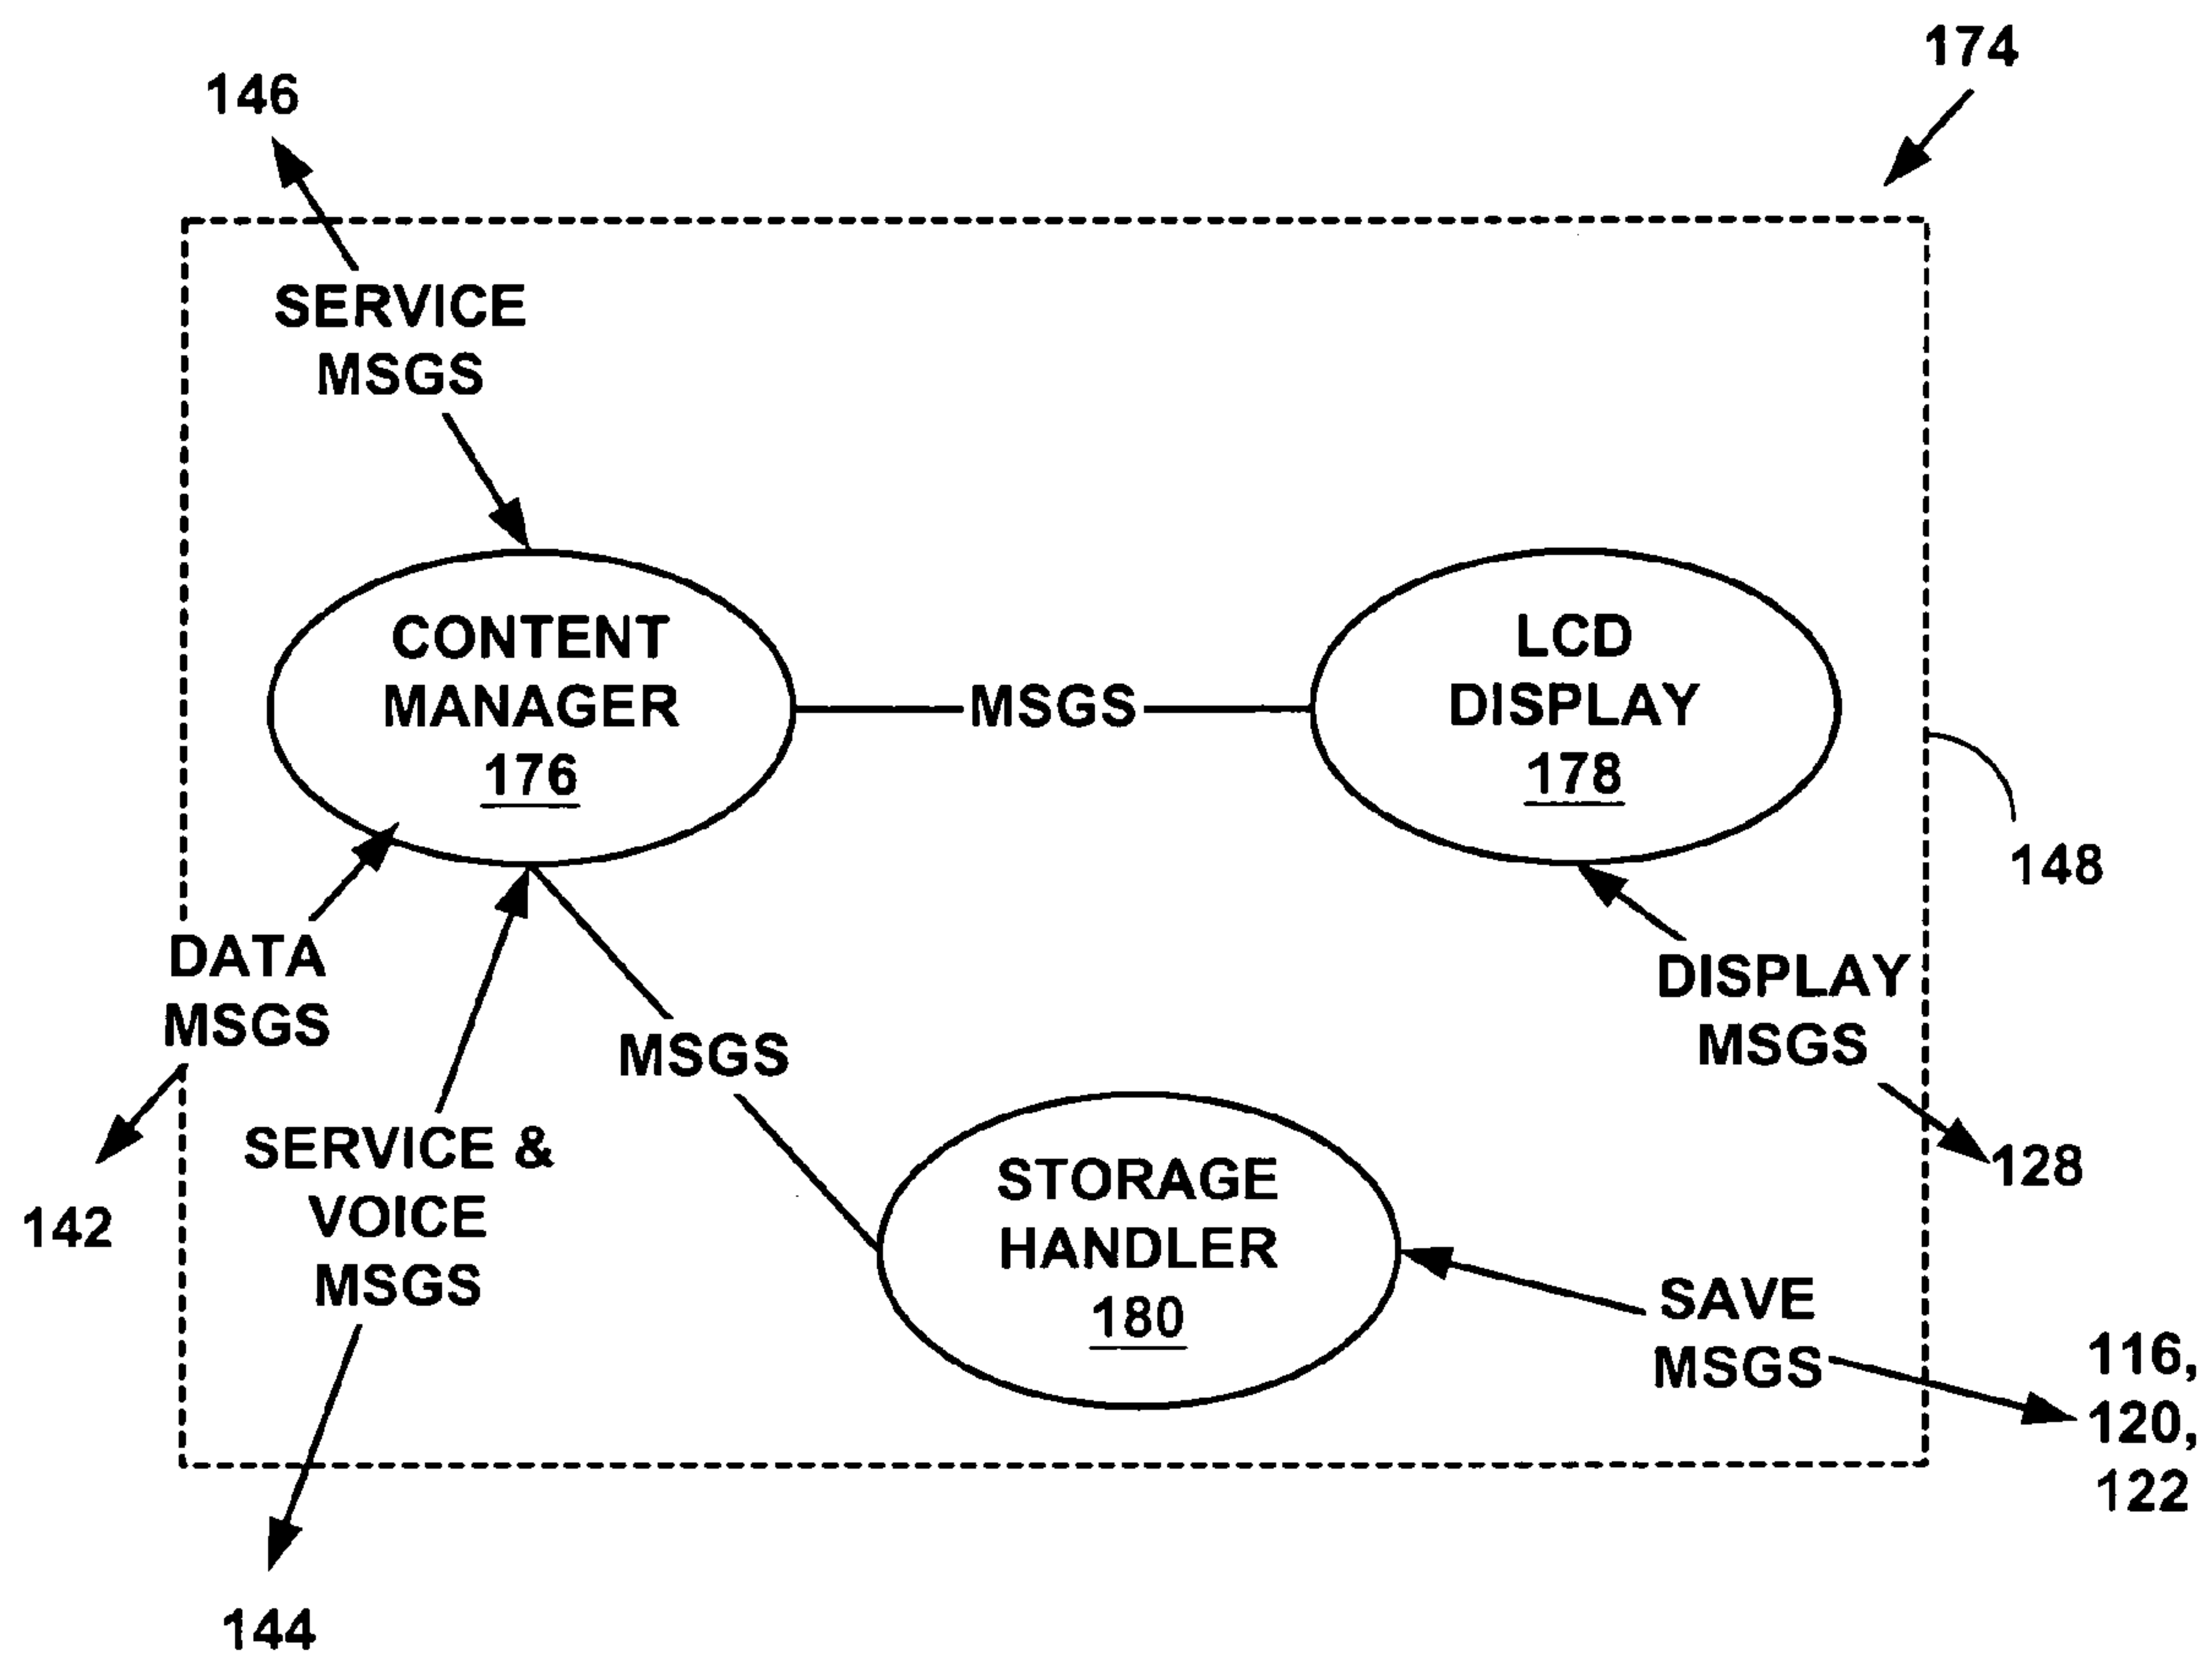 174
146
SERVICE
MSGS
CONTENT
MANAGER
176
MSGS
LCD
DISPLAY
178
148
DATA
MSGS
142
SERVICE &
VOICE
MSGS
144
MSGS
STORAGE
HANDLER
180
DISPLAY
MSGS
128
SAVE
MSGS
116,
120,
122